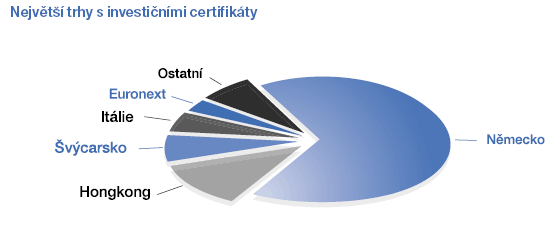 Největší trhy s investičními certifikáty
Ostatní
Euronext
Itálie
Švýcarsko
Německo
Hongkong